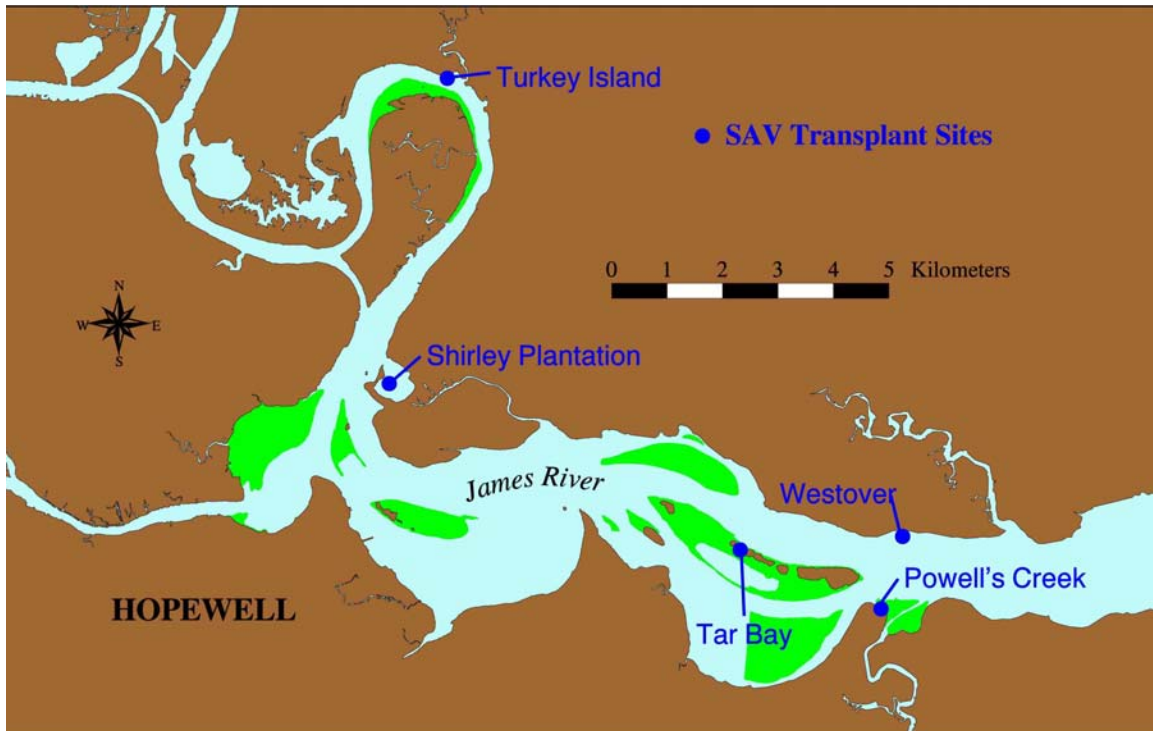 Turkey Island
SAV Transplant Sites
0 1 2 3 4 5 Kilometers
N
W E
S
Shirley Plantation
James River
Westover
Powell's Creek
HOPEWELL
Tar Bay